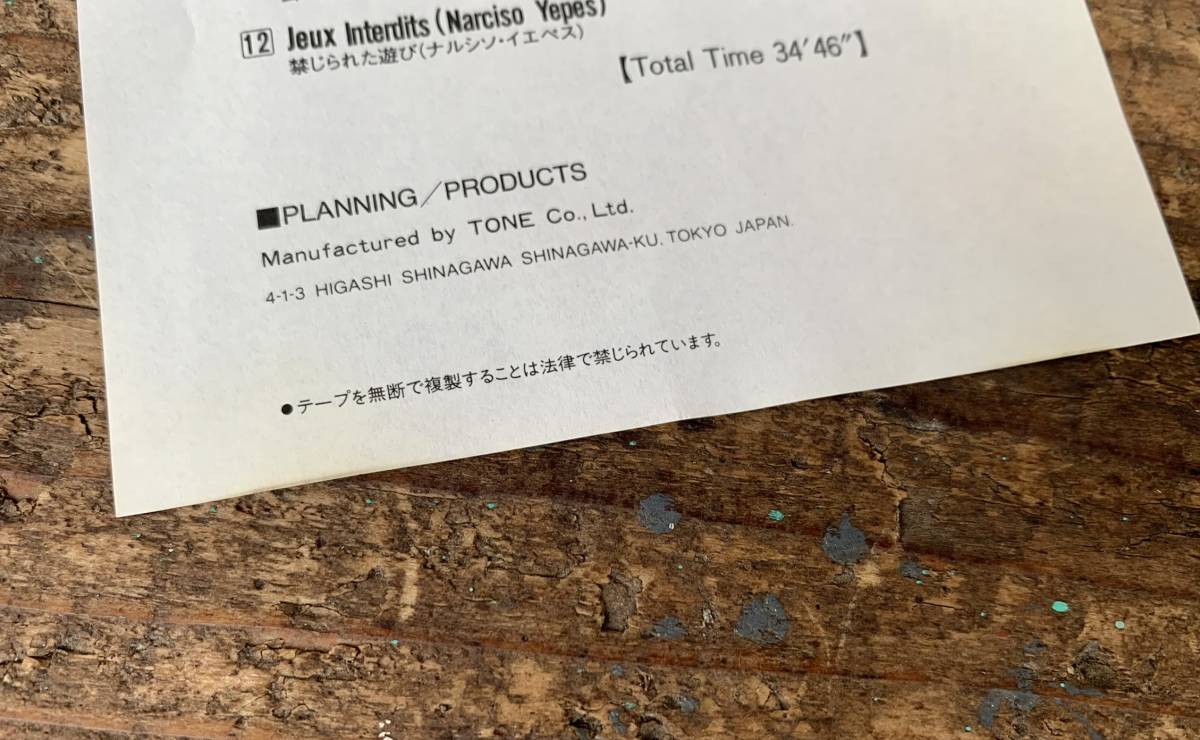 12 Jeux Interdits (Narciso Yepes)
禁じられた遊び(ナルシソ・イエペス)
【Total Time 34′46″】
■PLANNING／PRODUCTS
Manufactured by TONE Co., Ltd.
4-1-3 HIGASHI SHINAGAWA SHINAGAWA-KU, TOKYO JAPAN.
●テープを無断で複製することは法律で禁じられています。